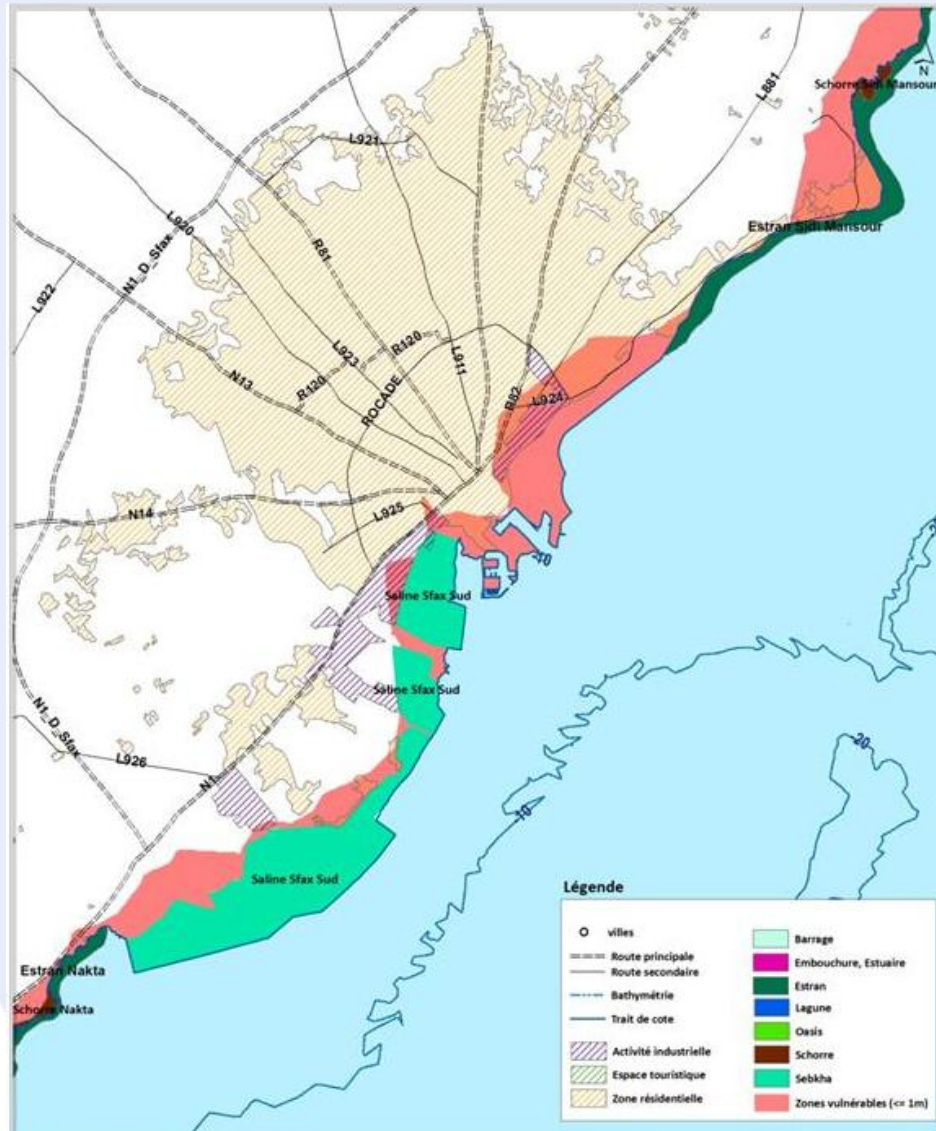 N
Schorre Sidi Mansour
L881
L921
Estran Sidi Mansour
L920
N1_D_Sfax
R81
L922
L923
R120
R120
L911
N13
ROCADE
R82
L924
N14
L925
-10
Saline Sfax Sud
Saline Sfax Sud
N1_D_Sfax
L926
N1
-20
-10
Saline Sfax Sud
Estran Nakta
Schorre Nakta
Légende
villes
Route principale
Route secondaire
Bathymétrie
Trait de cote
Activité industrielle
Espace touristique
Zone résidentielle
Barrage
Embouchure, Estuaire
Estran
Lagune
Oasis
Schorre
Sebkha
Zones vulnérables (<= 1m)